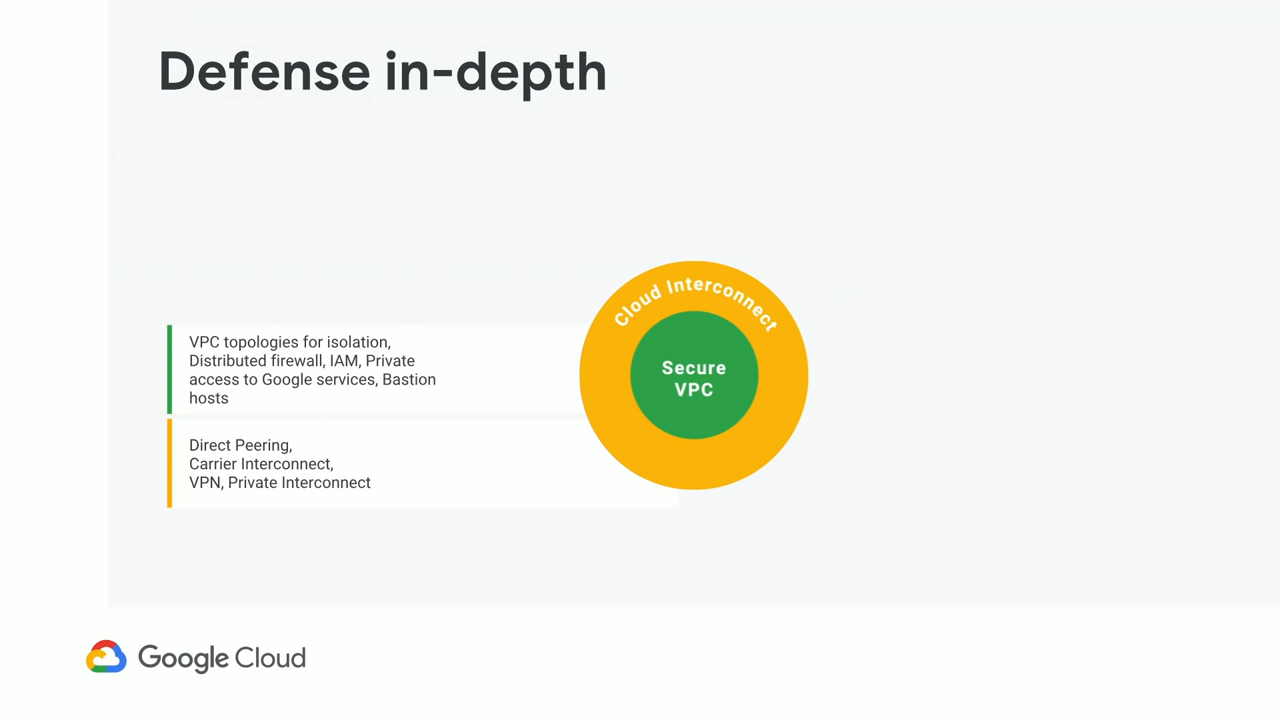 Defense in-depth
VPC topologies for isolation,
Distributed firewall, IAM, Private
access to Google services, Bastion
hosts
Direct Peering,
Carrier Interconnect,
VPN, Private Interconnect
Cloud Interconnect
Secure
VPC
Google Cloud